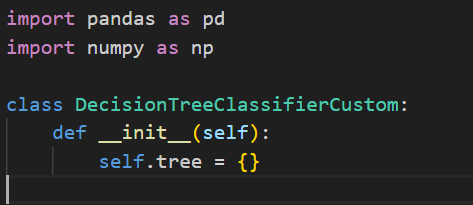 import pandas as pd
import numpy as np
class DecisionTreeClassifierCustom:
    def __init__(self):
        self.tree = {}